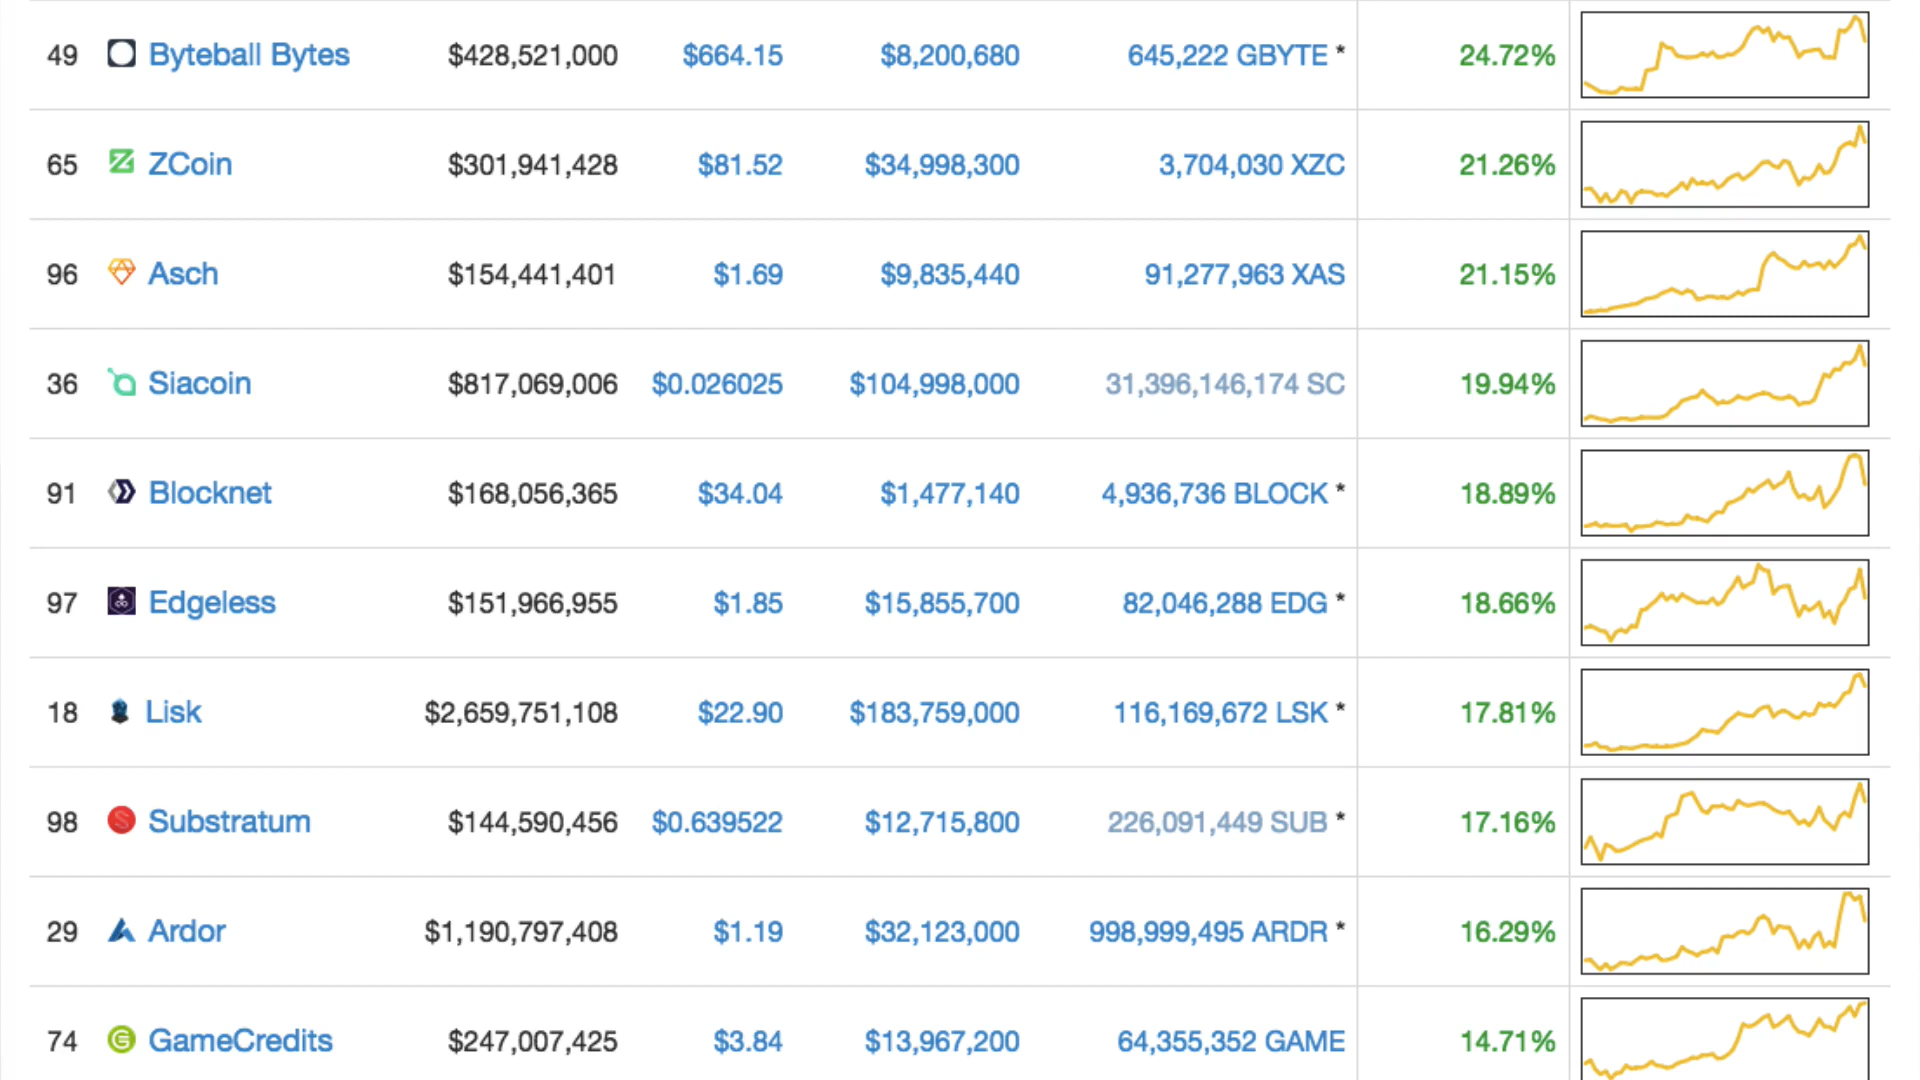 49 Byteball Bytes $428,521,000 $664.15 $8,200,680 645,222 GBYTE * 24.72%
65 ZCoin $301,941,428 $81.52 $34,998,300 3,704,030 XZC 21.26%
96 Asch $154,441,401 $1.69 $9,835,440 91,277,963 XAS 21.15%
36 Siacoin $817,069,006 $0.026025 $104,998,000 31,396,146,174 SC 19.94%
91 Blocknet $168,056,365 $34.04 $1,477,140 4,936,736 BLOCK * 18.89%
97 Edgeless $151,966,955 $1.85 $15,855,700 82,046,288 EDG * 18.66%
18 Lisk $2,659,751,108 $22.90 $183,759,000 116,169,672 LSK * 17.81%
98 Substratum $144,590,456 $0.639522 $12,715,800 226,091,449 SUB * 17.16%
29 Ardor $1,190,797,408 $1.19 $32,123,000 998,999,495 ARDR * 16.29%
74 GameCredits $247,007,425 $3.84 $13,967,200 64,355,352 GAME 14.71%